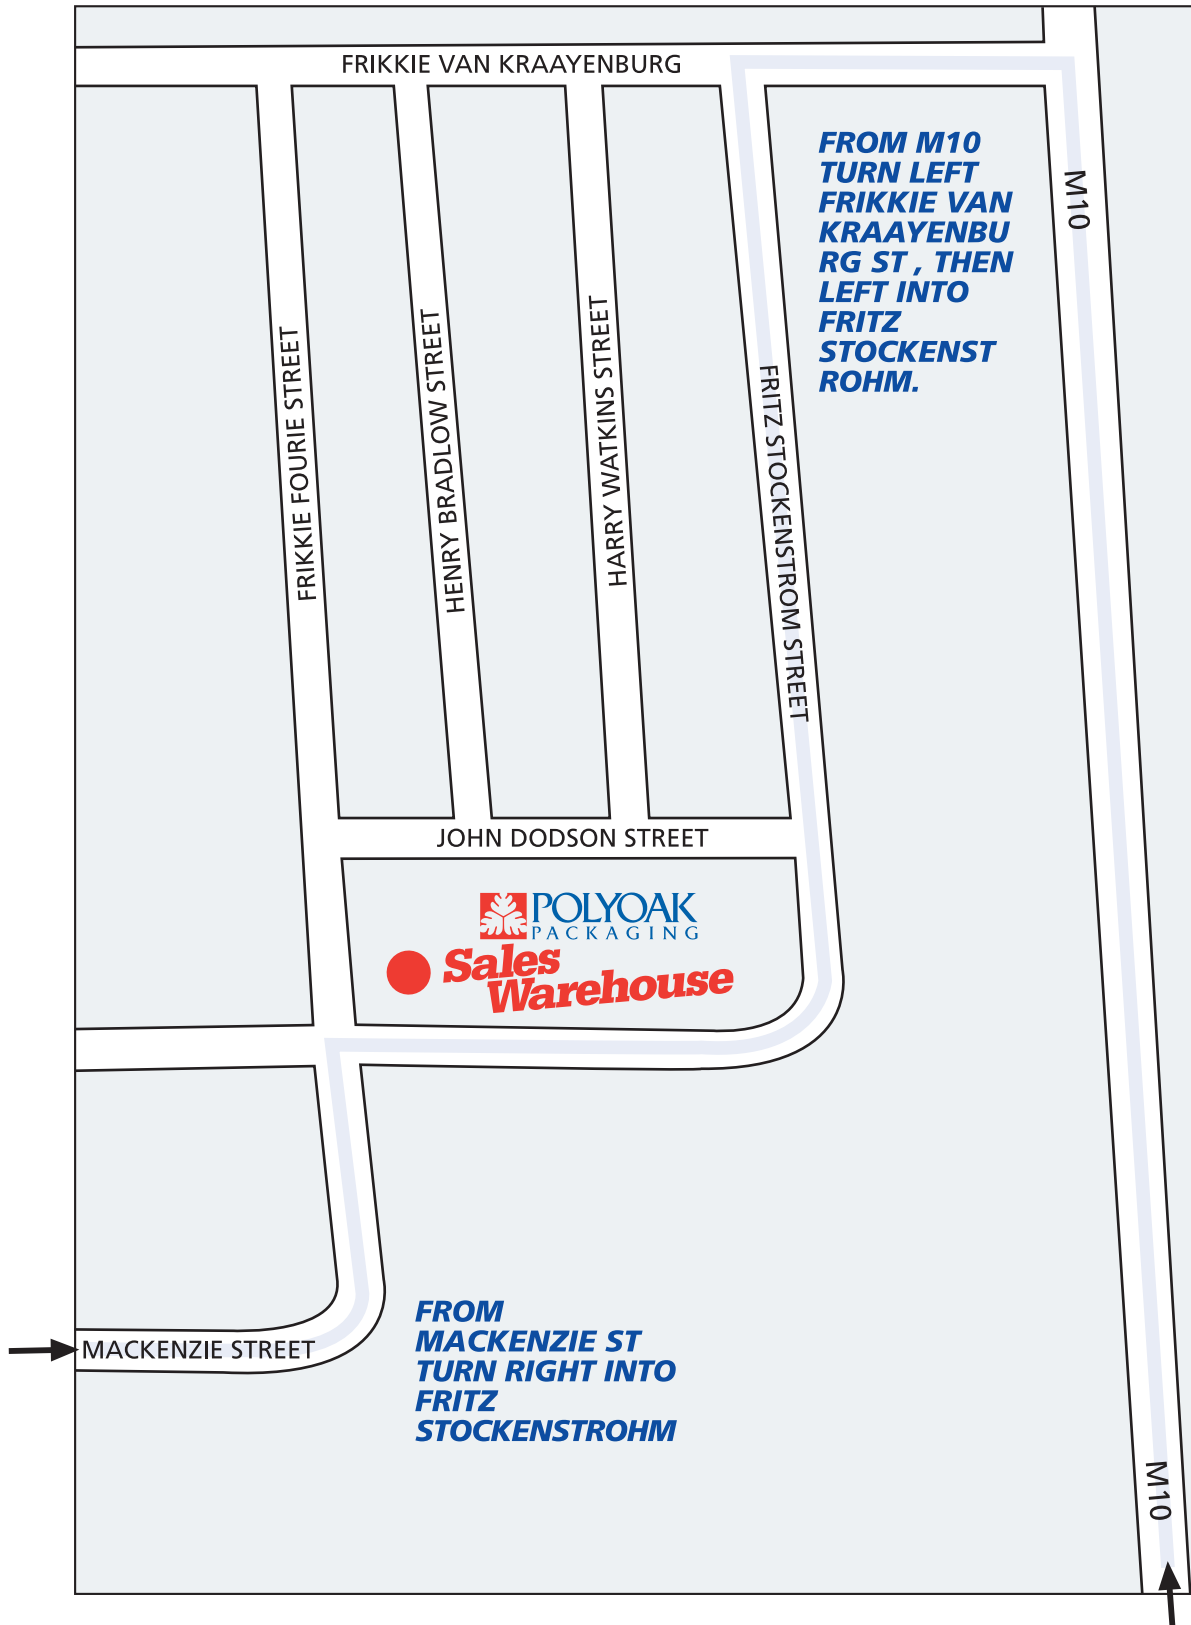 FRIKKIE VAN KRAAYENBURG
FROM M10
TURN LEFT
FRIKKIE VAN
KRAAYENBU
RG ST , THEN
LEFT INTO
FRITZ
STOCKENST
ROHM.
M10
FRIKKIE FOURIE STREET
HENRY BRADLOW STREET
HARRY WATKINS STREET
FRITZ STOCKENSTROM STREET
JOHN DODSON STREET
POLYOAK
PACKAGING
Sales
Warehouse
FROM
MACKENZIE ST
TURN RIGHT INTO
FRITZ
STOCKENSTROHM
MACKENZIE STREET
M10